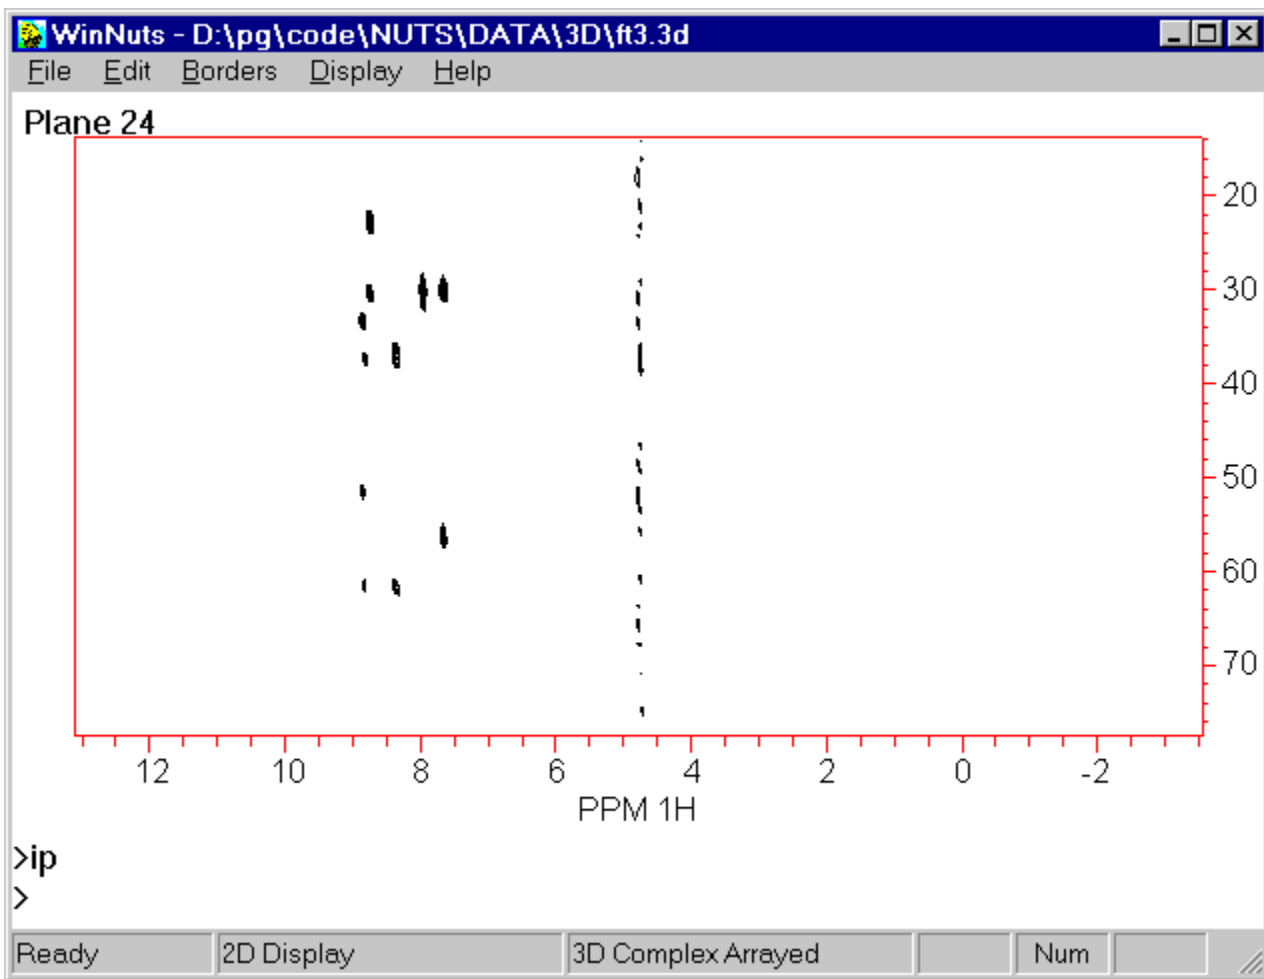 WinNuts - D:\pg\code\NUTS\DATA\3D\ft3.3d
File Edit Borders Display Help
Plane 24
20
30
40
50
60
70
12 10 8 6 4 2 0 -2
PPM 1H
>ip
>
Ready 2D Display 3D Complex Arrayed Num